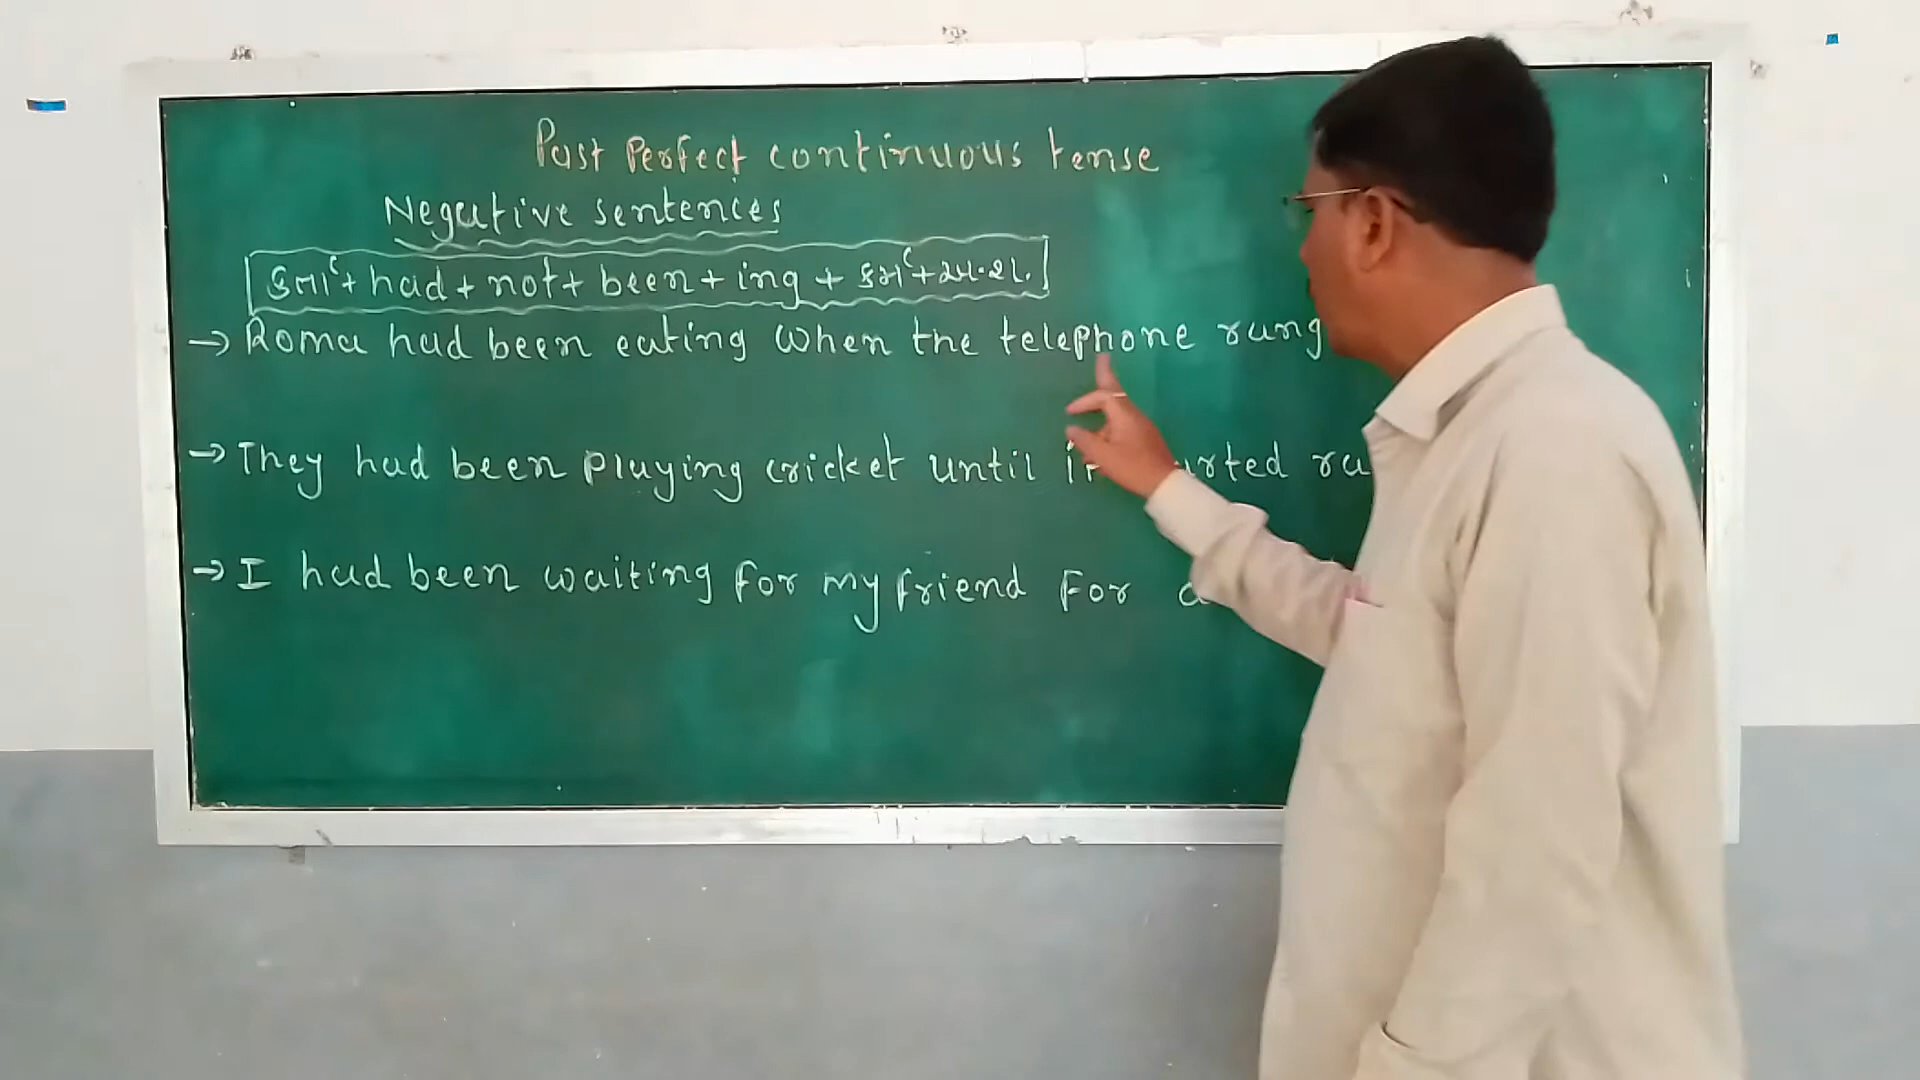 Past Perfect continuous tense
Negative sentences
કર્તા + had + not + been + ing + કર્મ + અ.શ.
→ Roma had been eating when the telephone rang
→ They had been playing cricket until
→ I had been waiting for my friend For a